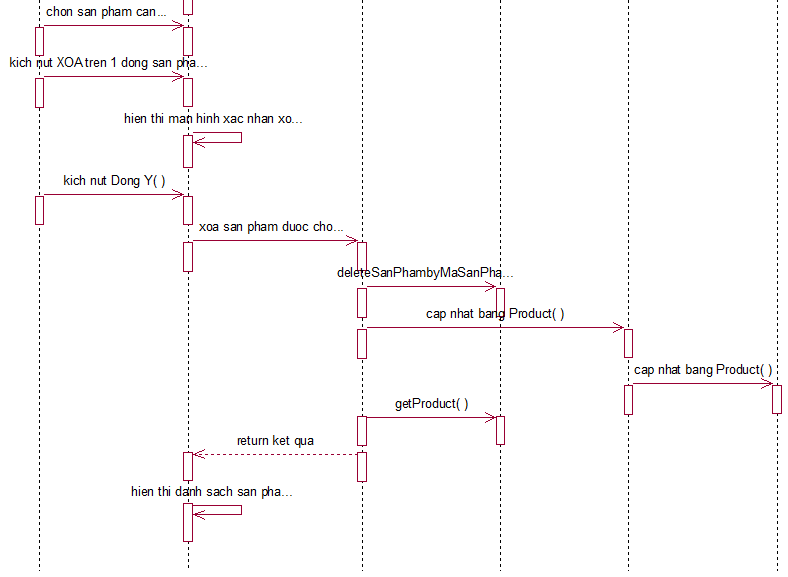 chon san pham can...
kich nut XOA tren 1 dong san pha...
hien thi man hinh xac nhan xo...
kich nut Dong Y( )
xoa san pham duoc cho...
deleteSanPhambyMaSanPha...
cap nhat bang Product( )
cap nhat bang Product( )
getProduct( )
return ket qua
hien thi danh sach san pha...